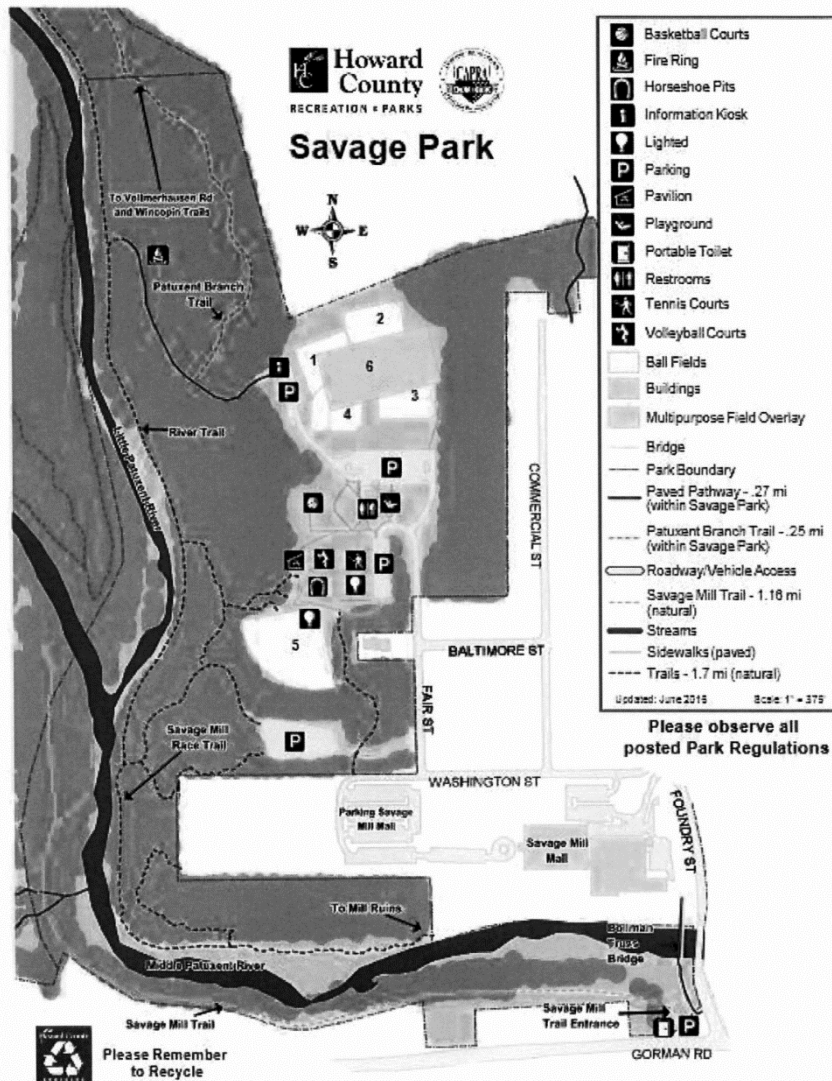 Howard
County
RECREATION & PARKS
CAPRA
Savage Park
N
W E
S
To Vollmerhausen Rd
and Wincopin Trails
Patuxent Branch
Trail
River Trail
Little Patuxent River
1
2
3
4
5
6
P
P
P
P
COMMERCIAL ST
BALTIMORE ST
FAIR ST
WASHINGTON ST
FOUNDRY ST
Savage Mill
Race Trail
Parking Savage
Mill Mall
Savage Mill
Mall
To Mill Ruins
Bollman
Truss
Bridge
Middle Patuxent River
Savage Mill Trail
Savage Mill
Trail Entrance
P
GORMAN RD
Please Remember
to Recycle
Basketball Courts
Fire Ring
Horseshoe Pits
Information Kiosk
Lighted
P Parking
Pavilion
Playground
Portable Toilet
Restrooms
Tennis Courts
Volleyball Courts
Ball Fields
Buildings
Multipurpose Field Overlay
Bridge
Park Boundary
Paved Pathway - .27 mi
(within Savage Park)
Patuxent Branch Trail - .25 mi
(within Savage Park)
Roadway/Vehicle Access
Savage Mill Trail - 1.16 mi
(natural)
Streams
Sidewalks (paved)
Trails - 1.7 mi (natural)
Updated: June 2015 Scale: 1" = 375'
Please observe all
posted Park Regulations